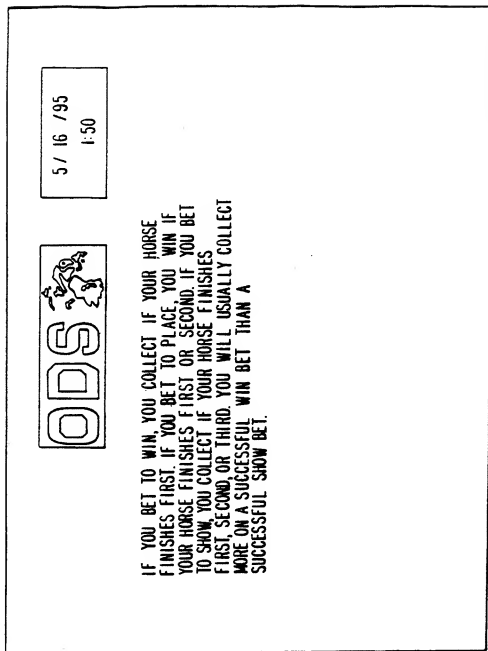 ODS
5/ 16 /95
1:50
IF YOU BET TO WIN, YOU COLLECT IF YOUR HORSE
FINISHES FIRST. IF YOU BET TO PLACE, YOU WIN IF
YOUR HORSE FINISHES FIRST OR SECOND. IF YOU BET
TO SHOW, YOU COLLECT IF YOUR HORSE FINISHES
FIRST, SECOND, OR THIRD. YOU WILL USUALLY COLLECT
MORE ON A SUCCESSFUL WIN BET THAN A
SUCCESSFUL SHOW BET.